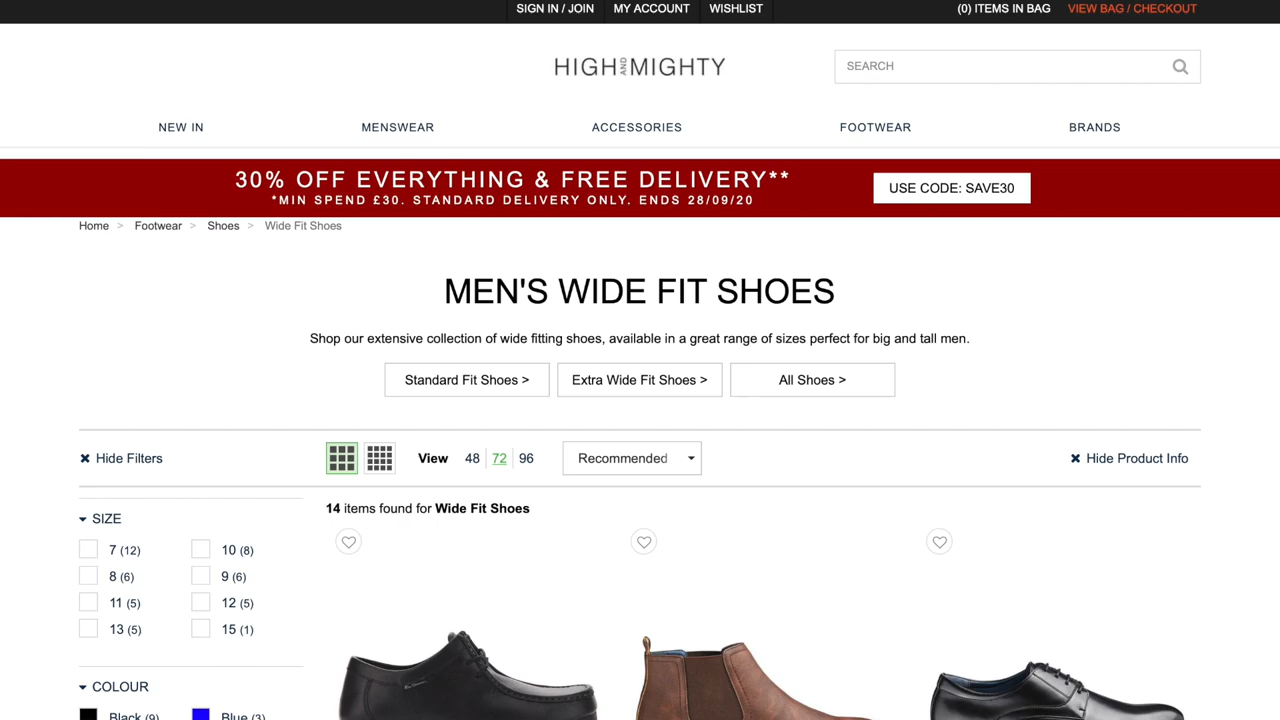 SIGN IN / JOIN MY ACCOUNT WISHLIST (0) ITEMS IN BAG VIEW BAG / CHECKOUT
HIGH AND MIGHTY
SEARCH
NEW IN MENSWEAR ACCESSORIES FOOTWEAR BRANDS
30% OFF EVERYTHING & FREE DELIVERY**
*MIN SPEND £30. STANDARD DELIVERY ONLY. ENDS 28/09/20
USE CODE: SAVE30
Home > Footwear > Shoes > Wide Fit Shoes
MEN'S WIDE FIT SHOES
Shop our extensive collection of wide fitting shoes, available in a great range of sizes perfect for big and tall men.
Standard Fit Shoes > Extra Wide Fit Shoes > All Shoes >
Hide Filters View 48 72 96 Recommended Hide Product Info
14 items found for Wide Fit Shoes
SIZE
7 (12) 10 (8)
8 (6) 9 (6)
11 (5) 12 (5)
13 (5) 15 (1)
COLOUR
Black (9) Blue (3)